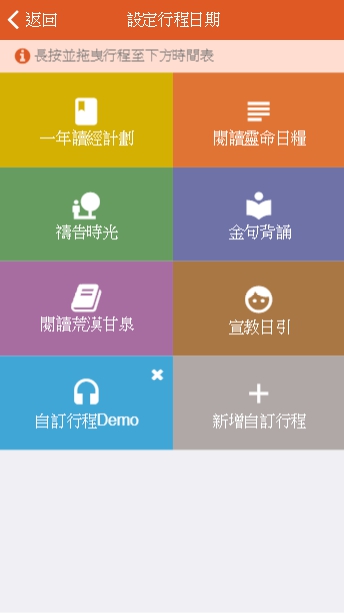 返回
設定行程日期
長按並拖曳行程至下方時間表
一年讀經計劃
閱讀靈命日糧
禱告時光
金句背誦
閱讀荒漠甘泉
宣教日引
自訂行程Demo
新增自訂行程